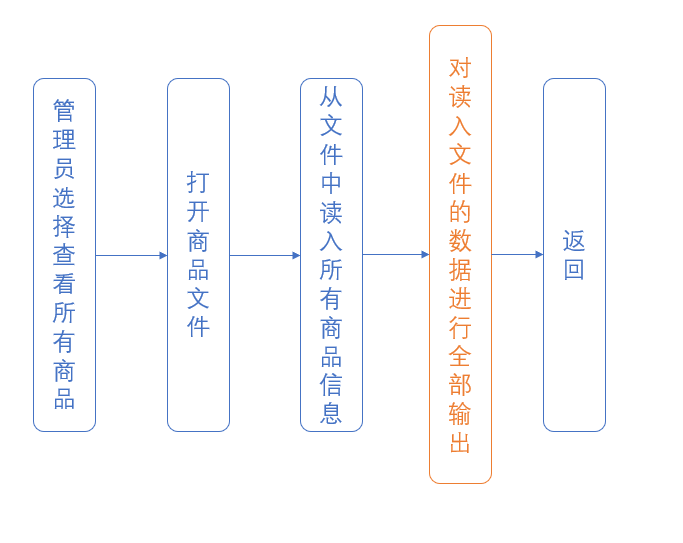 管理员选择查看所有商品
打开商品文件
从文件中读入所有商品信息
对读入文件的数据进行全部输出
返回